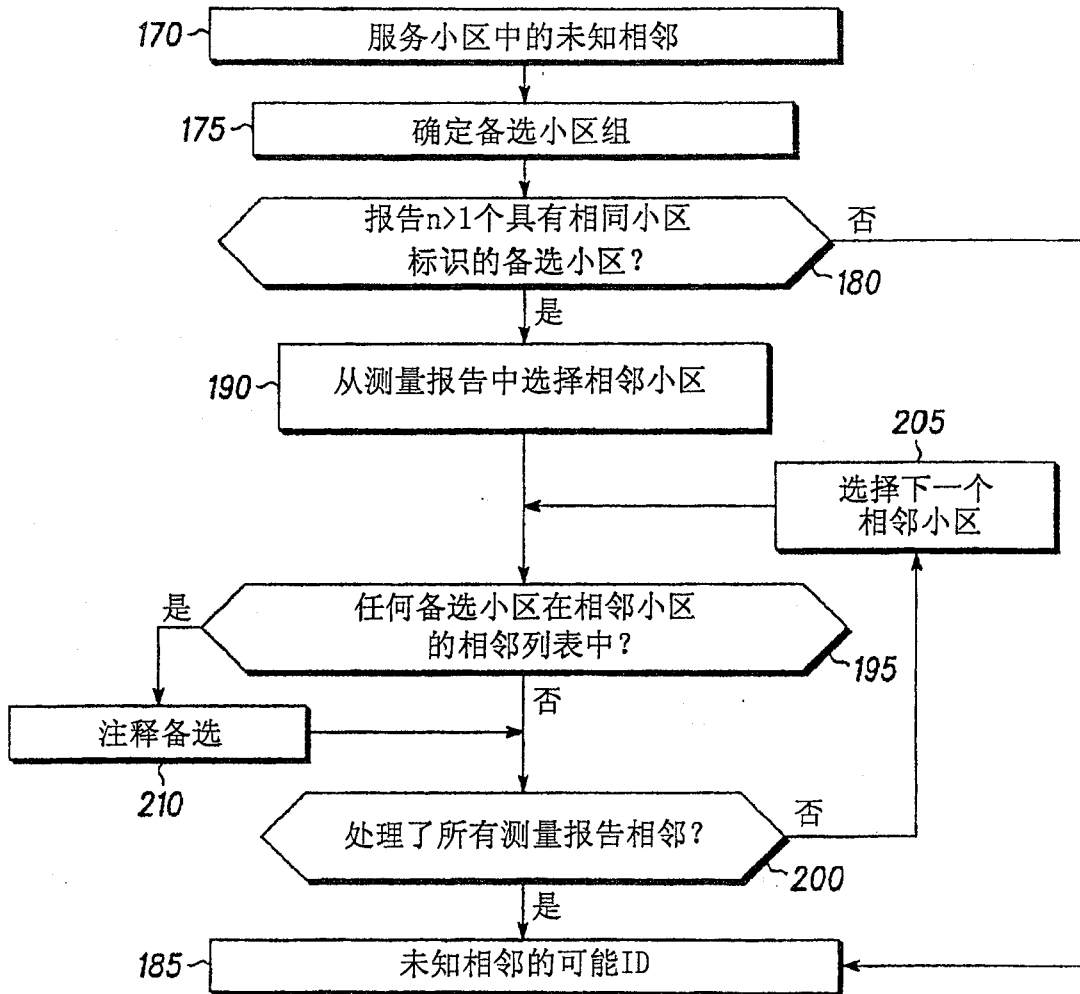 170
服务小区中的未知相邻
175
确定备选小区组
报告n>1个具有相同小区
标识的备选小区？
否
180
是
190
从测量报告中选择相邻小区
205
选择下一个
相邻小区
是
任何备选小区在相邻小区
的相邻列表中？
195
否
注释备选
210
处理了所有测量报告相邻？
否
200
是
185
未知相邻的可能ID